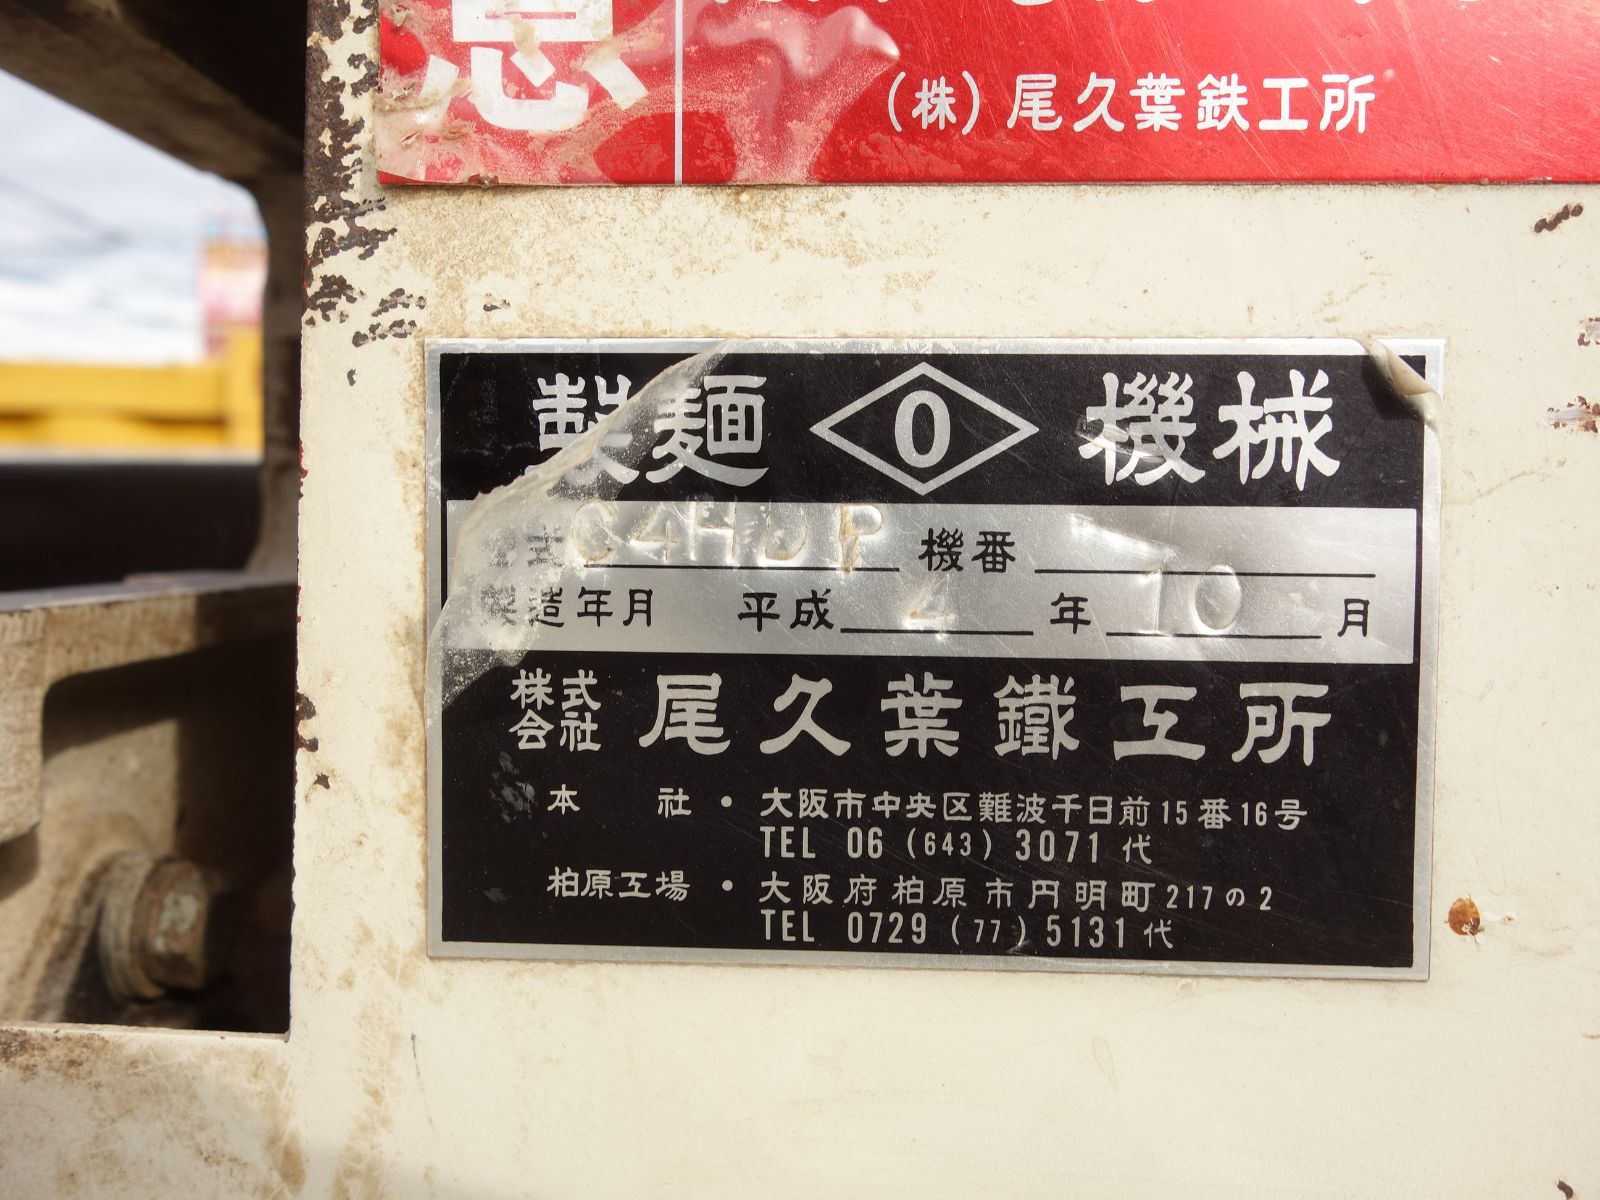 (株)尾久葉鉄工所
製麺 O 機械
C4HDP 機番
製造年月 平成 4 年 10 月
株式会社 尾久葉鐵工所
本社・大阪市中央区難波千日前15番16号
TEL 06 (643) 3071 代
柏原工場・大阪府柏原市円明町217の2
TEL 0729 (77) 5131 代